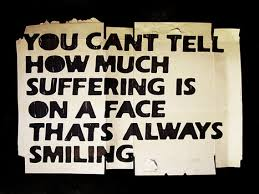 YOU CANT TELL
HOW MUCH
SUFFERING IS
ON A FACE
THATS ALWAYS
SMILING